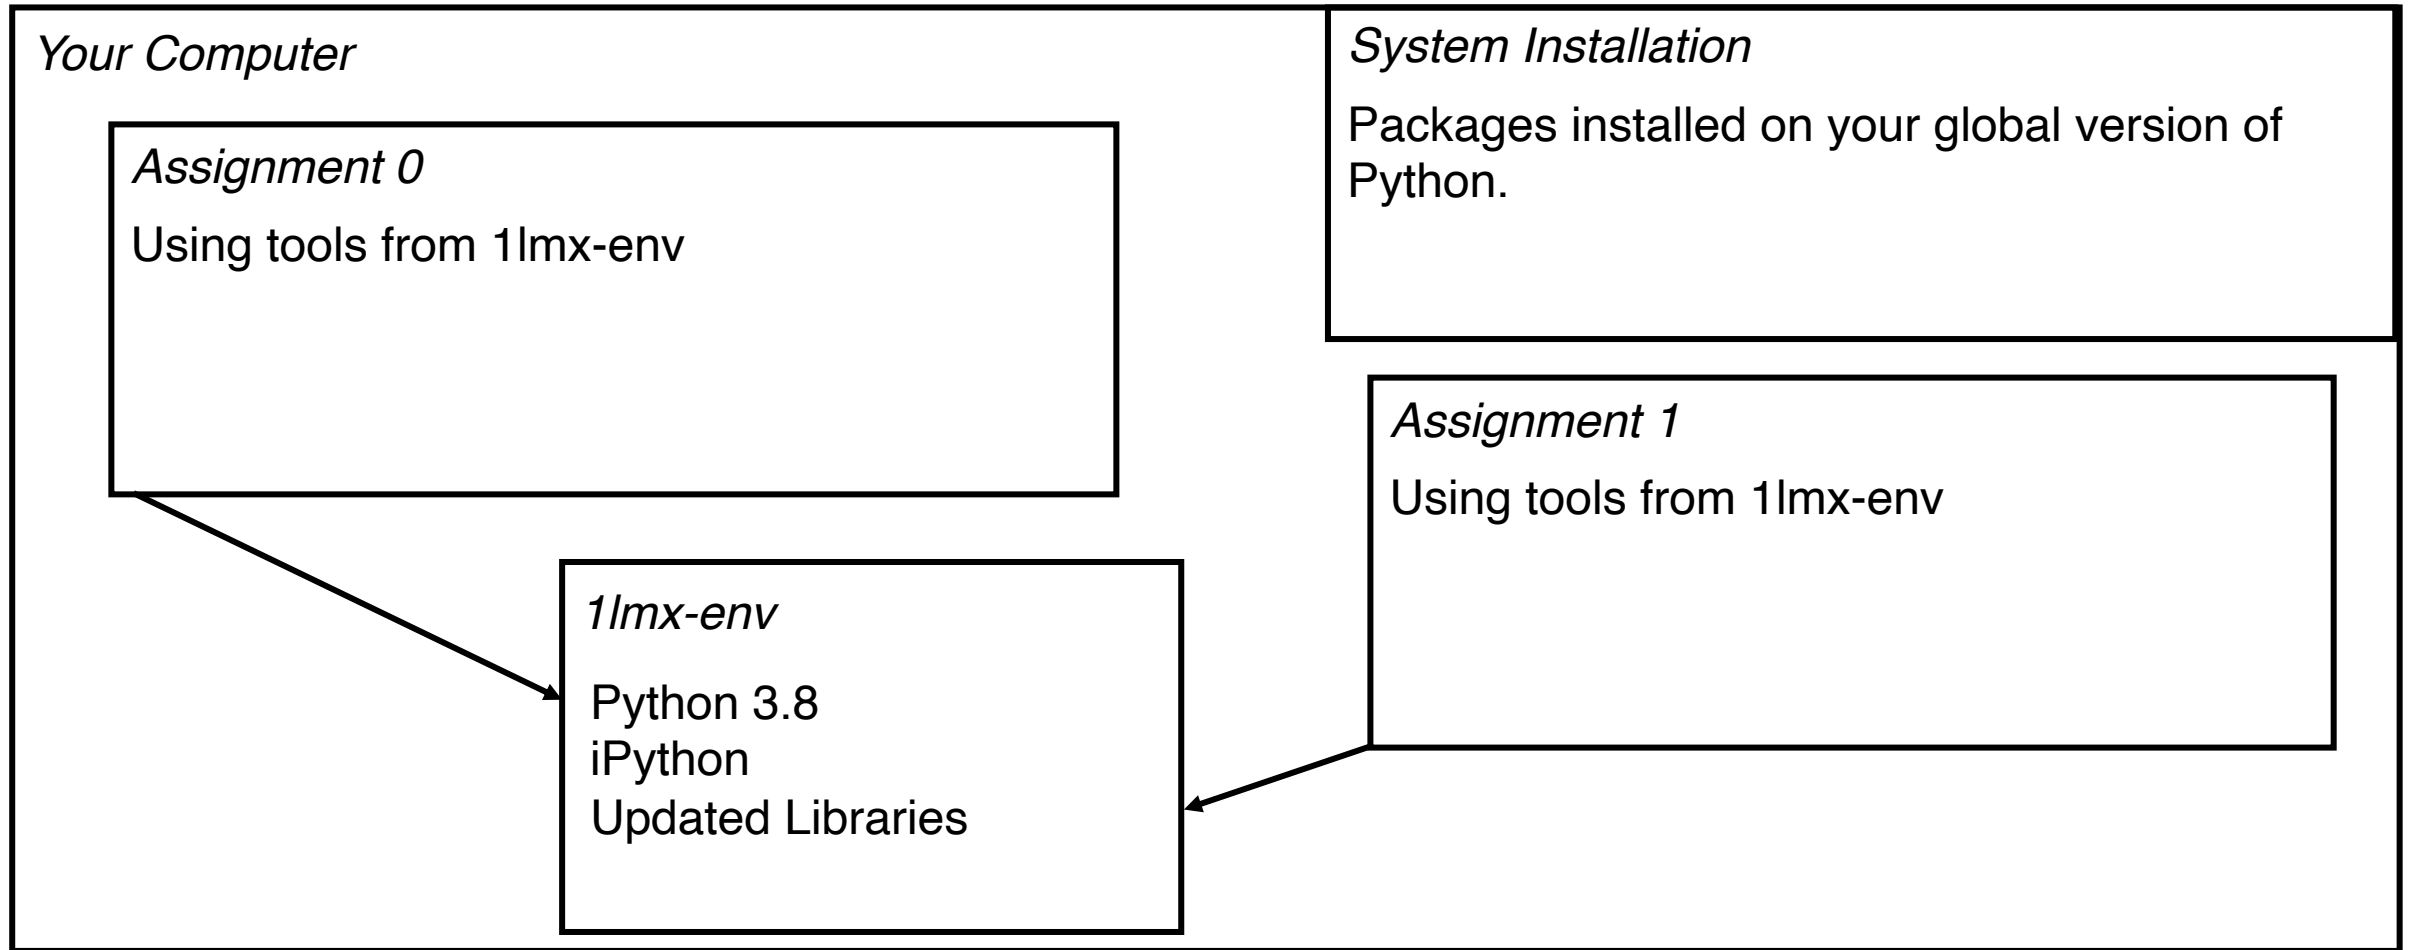 Your Computer
System Installation
Packages installed on your global version of
Python.
Assignment 0
Using tools from 1lmx-env
Assignment 1
Using tools from 1lmx-env
1lmx-env
Python 3.8
iPython
Updated Libraries